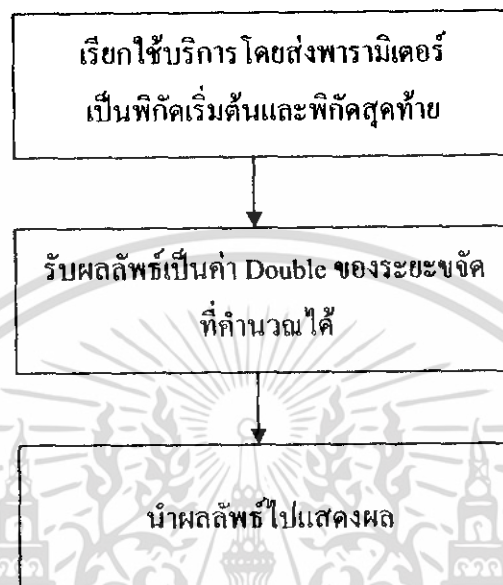 เรียกใช้บริการโดยส่งพารามิเตอร์
เป็นพิกัดเริ่มต้นและพิกัดสุดท้าย
รับผลลัพธ์เป็นค่า Double ของระยะขจัด
ที่คำนวณได้
นำผลลัพธ์ไปแสดงผล